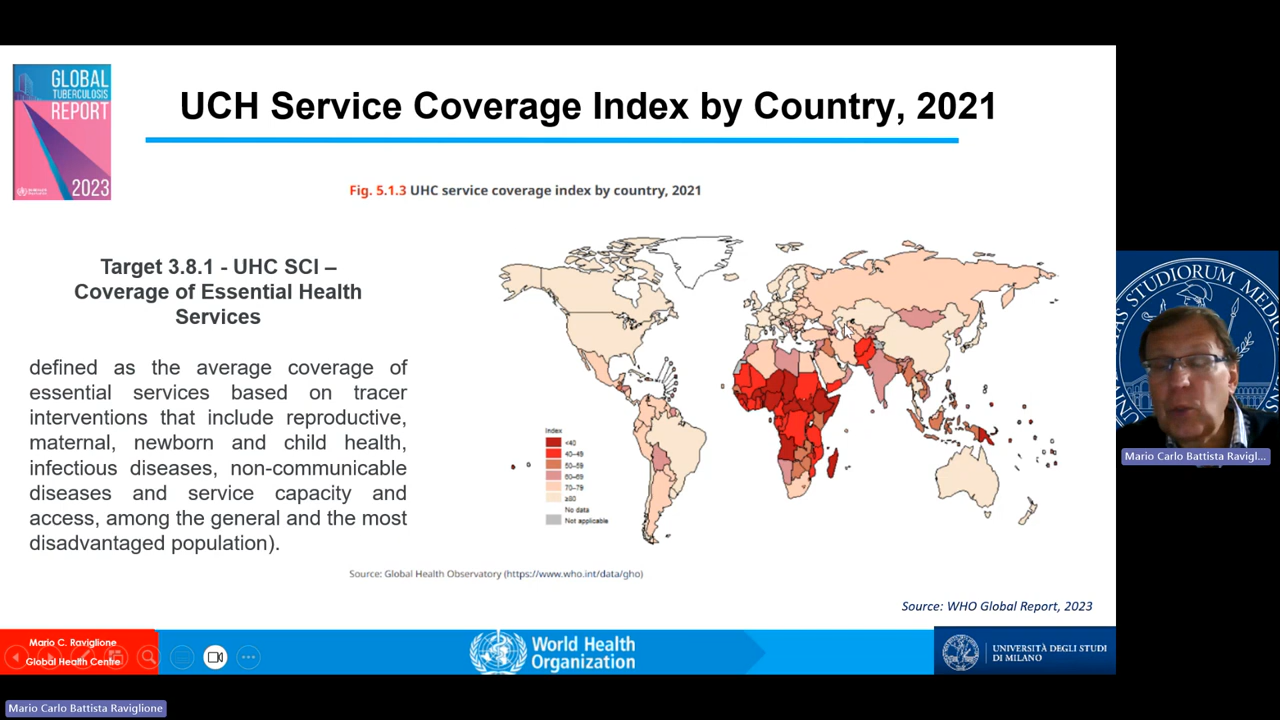 GLOBAL
TUBERCULOSIS
REPORT
2023
UCH Service Coverage Index by Country, 2021
Fig. 5.1.3 UHC service coverage index by country, 2021
Target 3.8.1 - UHC SCI –
Coverage of Essential Health
Services
defined as the average coverage of
essential services based on tracer
interventions that include reproductive,
maternal, newborn and child health,
infectious diseases, non-communicable
diseases and service capacity and
access, among the general and the most
disadvantaged population).
Index
<40
40–49
50–59
60–69
70–79
≥80
No data
Not applicable
Source: Global Health Observatory (https://www.who.int/data/gho)
Source: WHO Global Report, 2023
Mario C. Raviglione
Global Health Centre
World Health
Organization
UNIVERSITÀ DEGLI STUDI
DI MILANO
STUDIORUM
Mario Carlo Battista Ravigl...
Mario Carlo Battista Raviglione